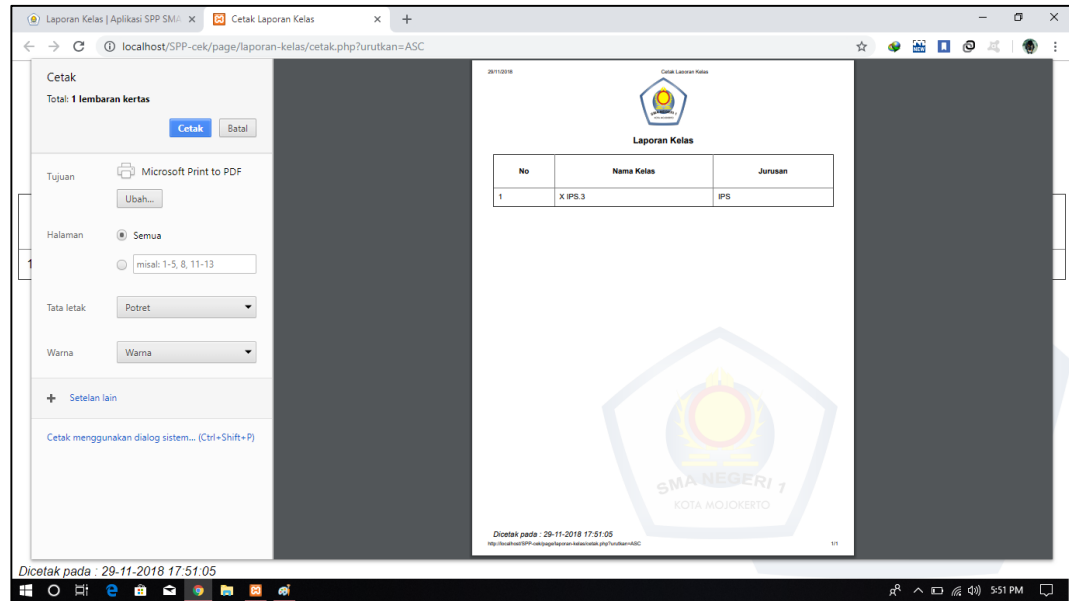 Laporan Kelas | Aplikasi SPP SMA
Cetak Laporan Kelas
localhost/SPP-cek/page/laporan-kelas/cetak.php?urutkan=ASC
NEW
Cetak
Total: 1 lembaran kertas
Cetak
Batal
Tujuan
Microsoft Print to PDF
Ubah...
Halaman
Semua
misal: 1-5, 8, 11-13
Tata letak
Potret
Warna
Warna
+ Setelan lain
Cetak menggunakan dialog sistem... (Ctrl+Shift+P)
29/11/2018
Cetak Laporan Kelas
Laporan Kelas
No Nama Kelas Jurusan
1 X IPS.3 IPS
SMA NEGERI 1
KOTA MOJOKERTO
Dicetak pada : 29-11-2018 17:51:05
http://localhost/SPP-cek/page/laporan-kelas/cetak.php?urutkan=ASC
1/1
1
Dicetak pada : 29-11-2018 17:51:05
5:51 PM